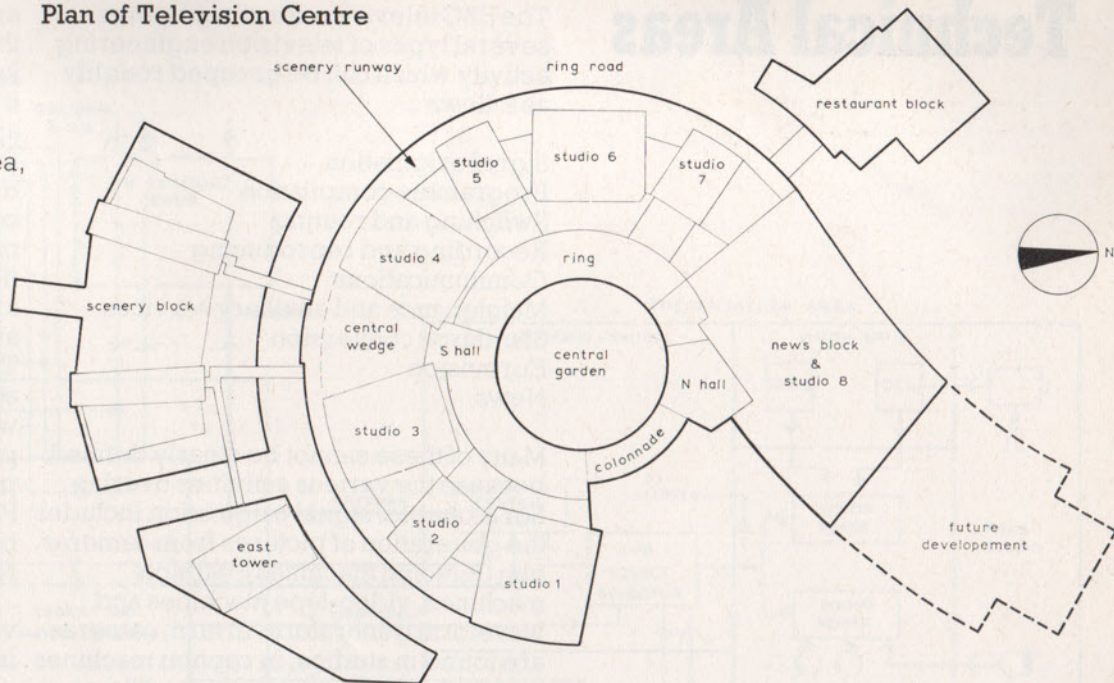 Plan of Television Centre
scenery runway
ring road
restaurant block
ea,
studio
5
studio 6
studio
7
N
studio 4
ring
scenery block
central
wedge
S hall
central
garden
news block
&
studio 8
N hall
studio 3
colonnade
studio
2
studio 1
east
tower
future
developement